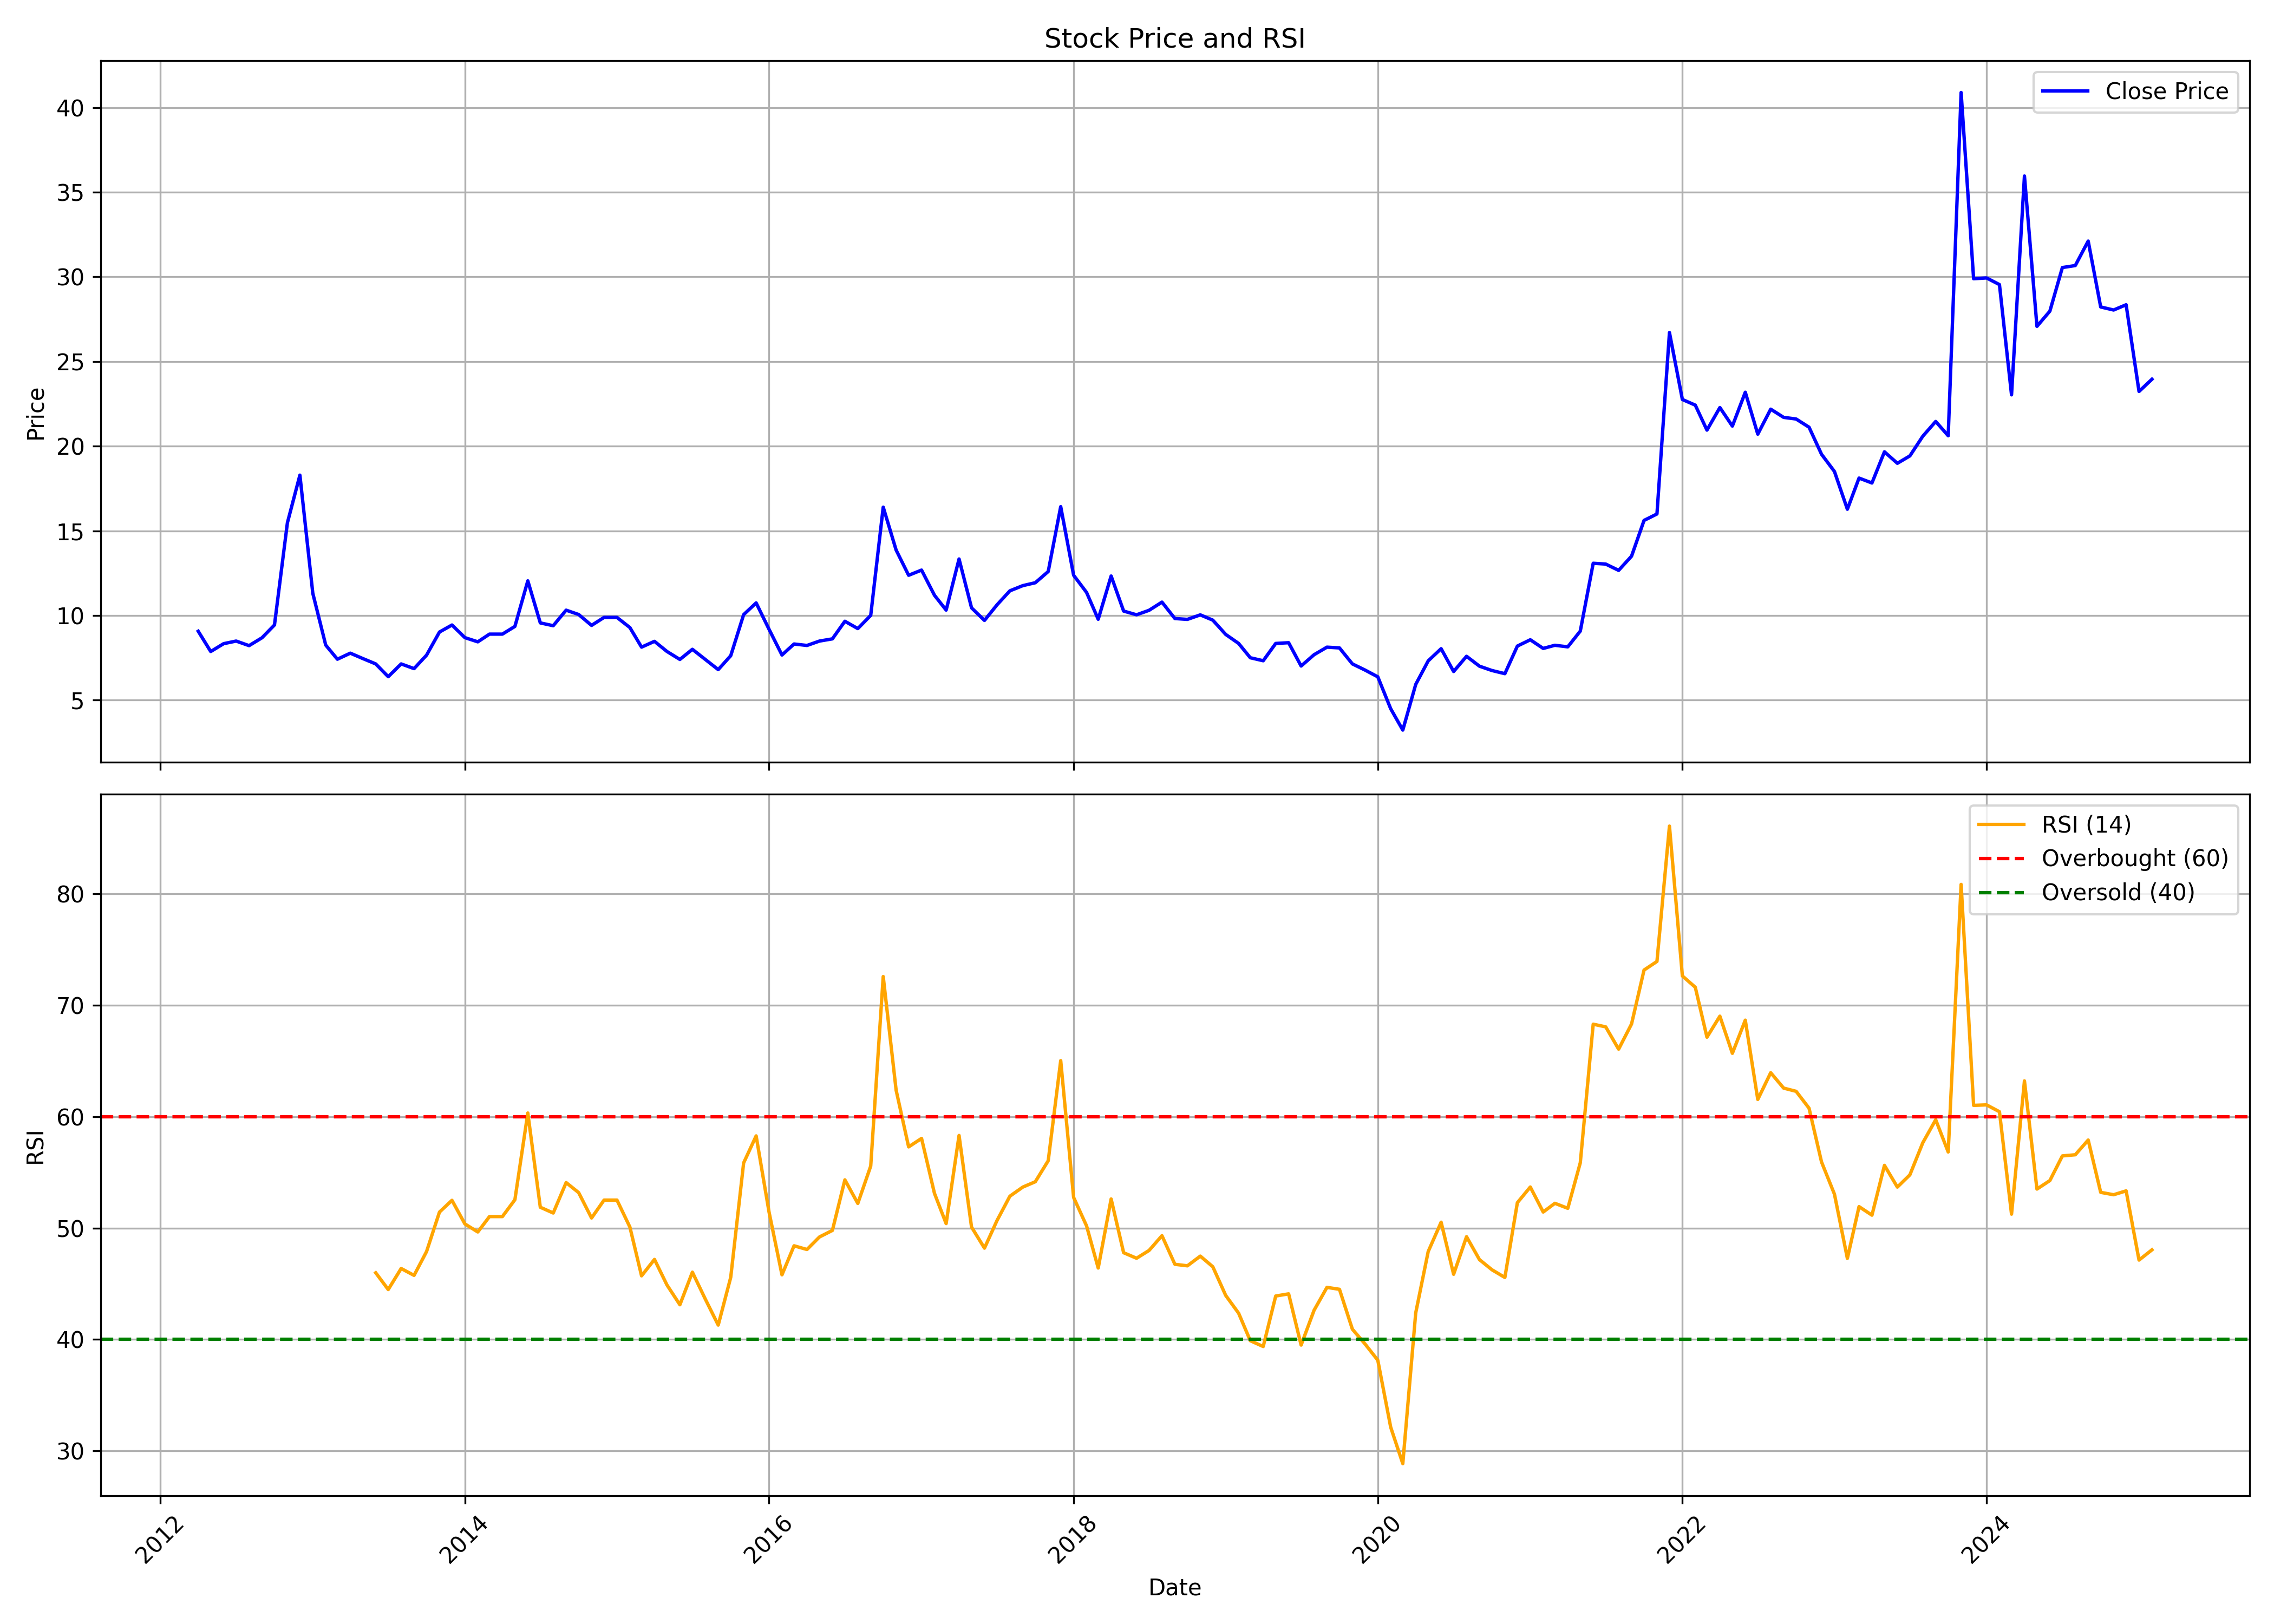 Stock Price and RSI
Close Price
40
35
30
25
20
15
10
5
Price
RSI (14)
Overbought (60)
Oversold (40)
80
70
60
50
40
30
RSI
2012
2014
2016
2018
2020
2022
2024
Date